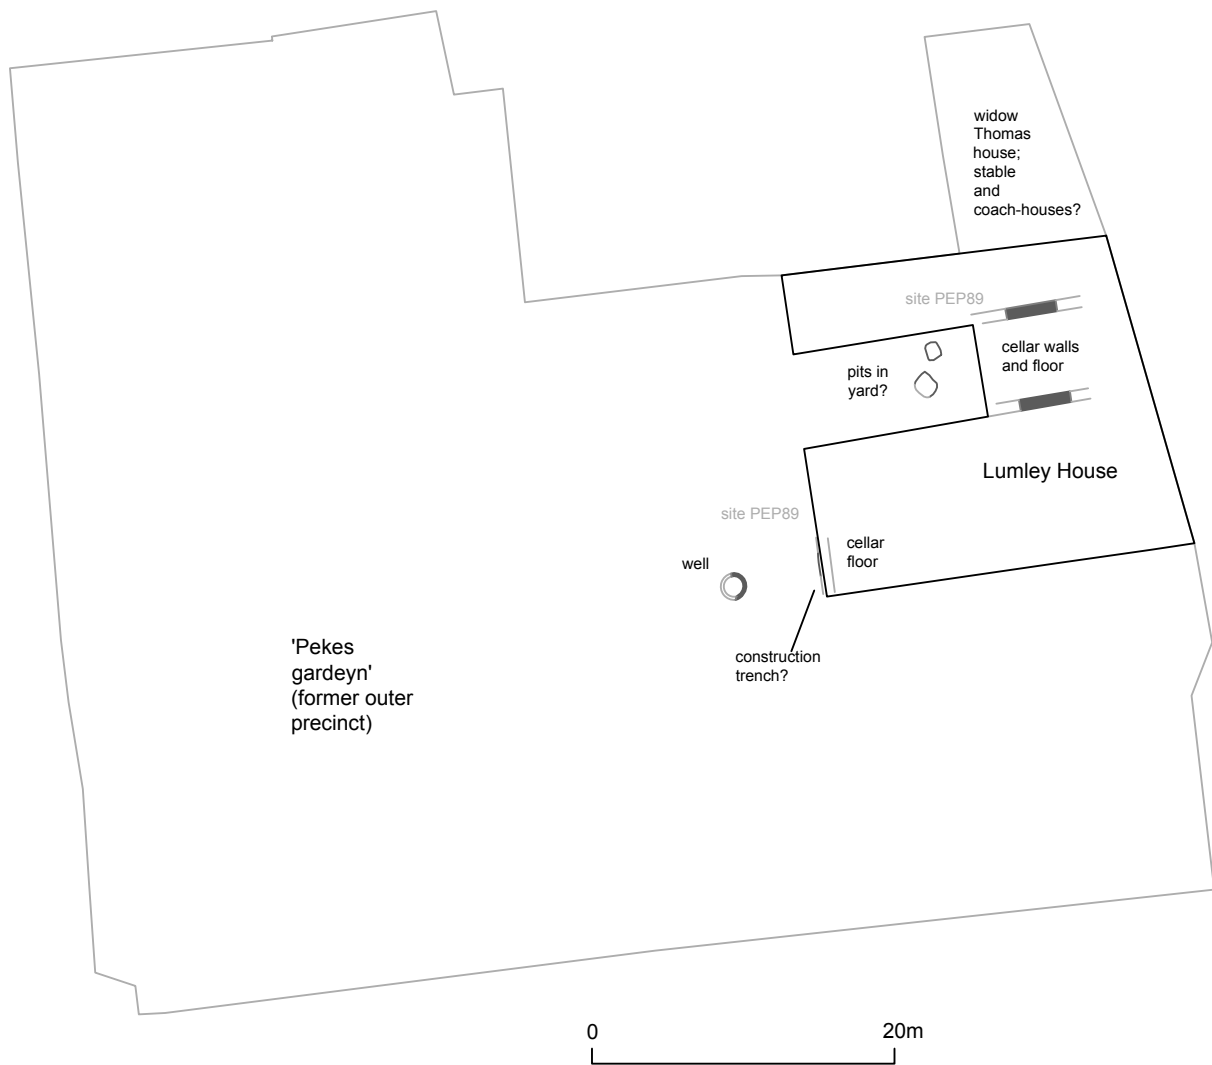 widow
Thomas
house;
stable
and
coach-houses?
site PEP89
cellar walls
and floor
pits in
yard?
Lumley House
site PEP89
cellar
floor
well
'Pekes
gardeyn'
(former outer
precinct)
construction
trench?
0 20m